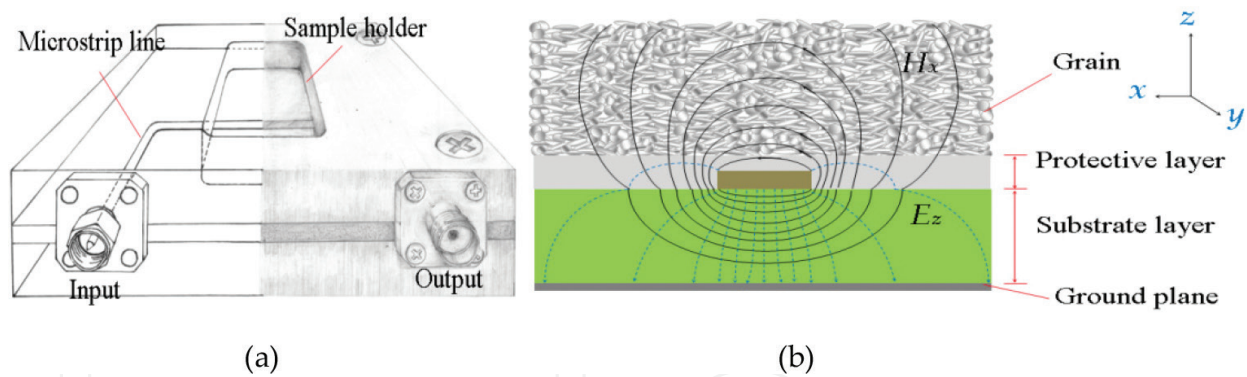 Microstrip line
Sample holder
Input
Output
(a)
Hx
Grain
z
x
y
Protective layer
Ez
Substrate layer
Ground plane
(b)